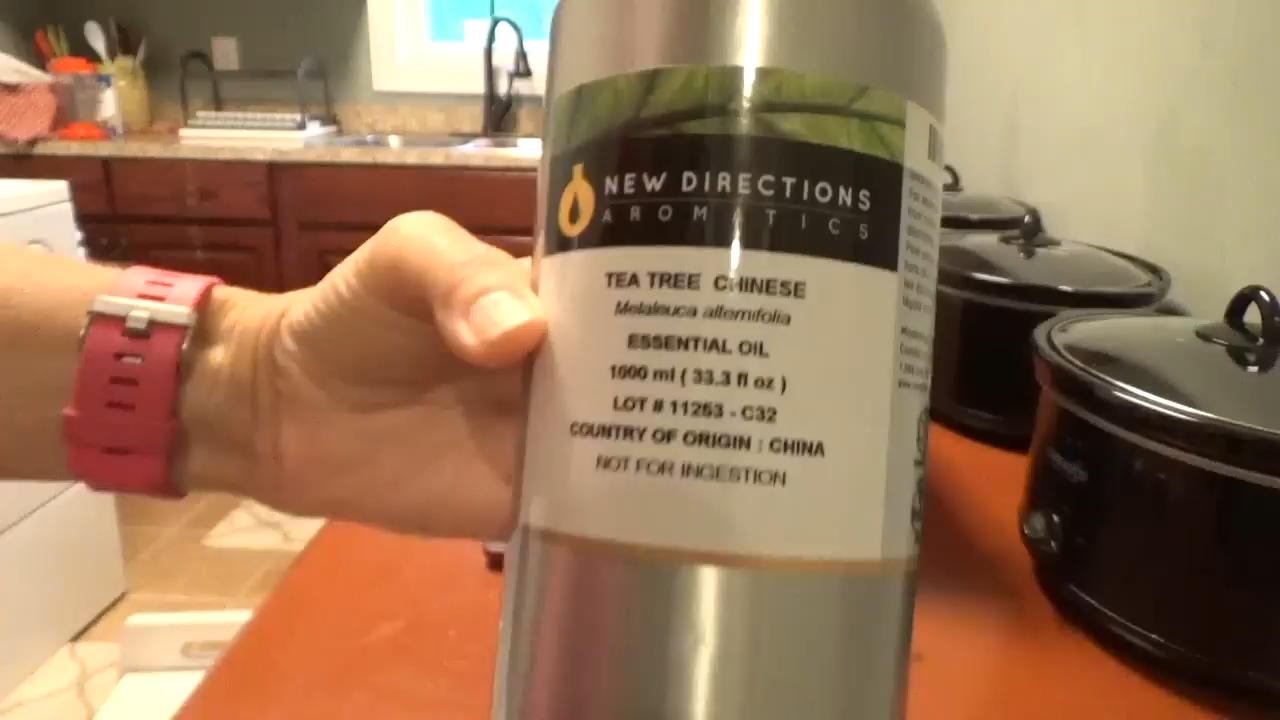 NEW DIRECTIONS
AROMATICS
TEA TREE CHINESE
Melaleuca alternifolia
ESSENTIAL OIL
1000 ml ( 33.3 fl oz )
LOT # 11253 - C32
COUNTRY OF ORIGIN : CHINA
NOT FOR INGESTION